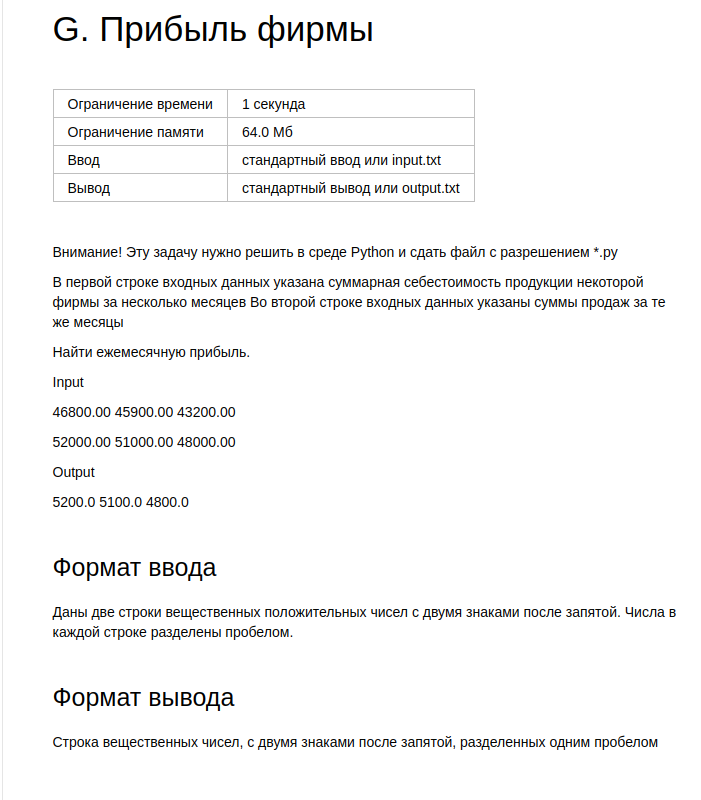 G. Прибыль фирмы
Ограничение времени 1 секунда
Ограничение памяти 64.0 Мб
Ввод стандартный ввод или input.txt
Вывод стандартный вывод или output.txt
Внимание! Эту задачу нужно решить в среде Python и сдать файл с разрешением *.py
В первой строке входных данных указана суммарная себестоимость продукции некоторой
фирмы за несколько месяцев Во второй строке входных данных указаны суммы продаж за те
же месяцы
Найти ежемесячную прибыль.
Input
46800.00 45900.00 43200.00
52000.00 51000.00 48000.00
Output
5200.0 5100.0 4800.0
Формат ввода
Даны две строки вещественных положительных чисел с двумя знаками после запятой. Числа в
каждой строке разделены пробелом.
Формат вывода
Строка вещественных чисел, с двумя знаками после запятой, разделенных одним пробелом